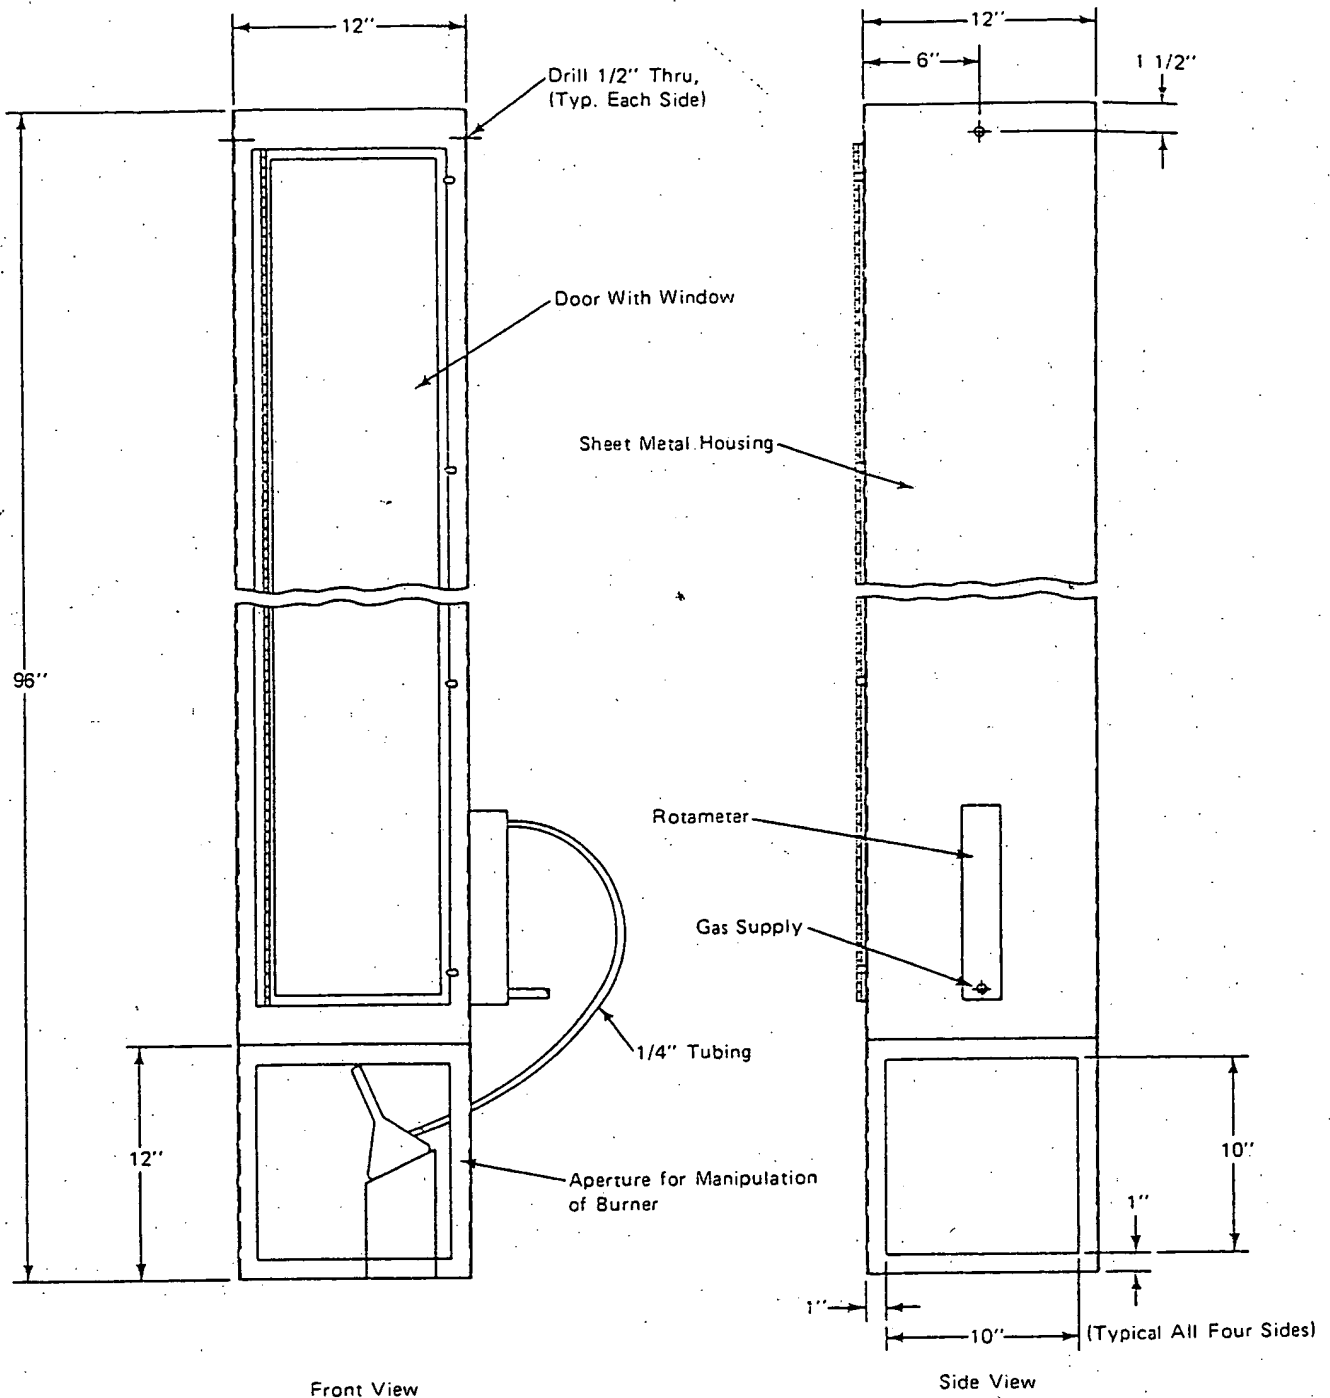 12"
12"
6"
1 1/2"
Drill 1/2" Thru,
(Typ. Each Side)
Door With Window
Sheet Metal Housing
96"
Rotameter
Gas Supply
1/4" Tubing
12"
10"
Aperture for Manipulation
of Burner
1"
1"
10"
(Typical All Four Sides)
Front View
Side View